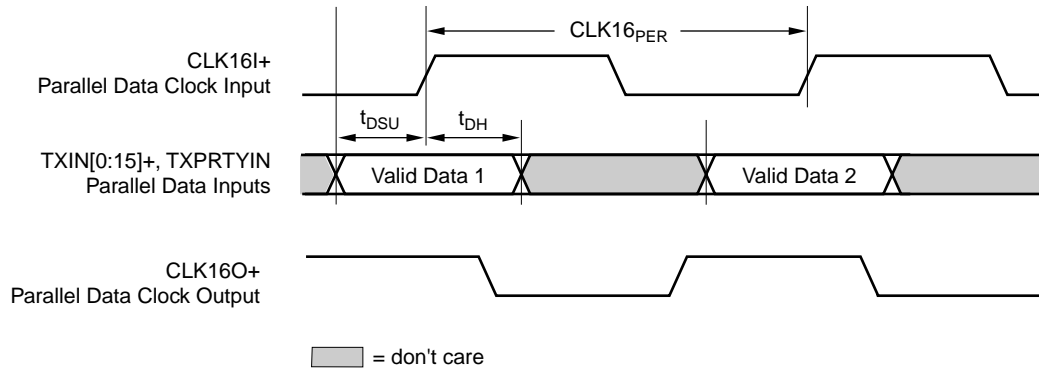 CLK16PER
CLK16I+
Parallel Data Clock Input
tDSU
tDH
TXIN[0:15]+, TXPRTYIN
Parallel Data Inputs
Valid Data 1
Valid Data 2
CLK16O+
Parallel Data Clock Output
= don't care